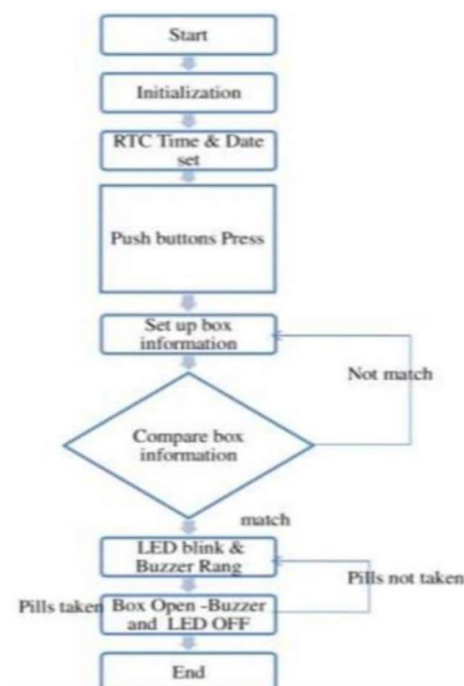 Start
Initialization
RTC Time & Date
set
Push buttons Press
Set up box
information
Not match
Compare box
information
match
LED blink &
Buzzer Rang
Pills not taken
Pills taken
Box Open -Buzzer
and LED OFF
End